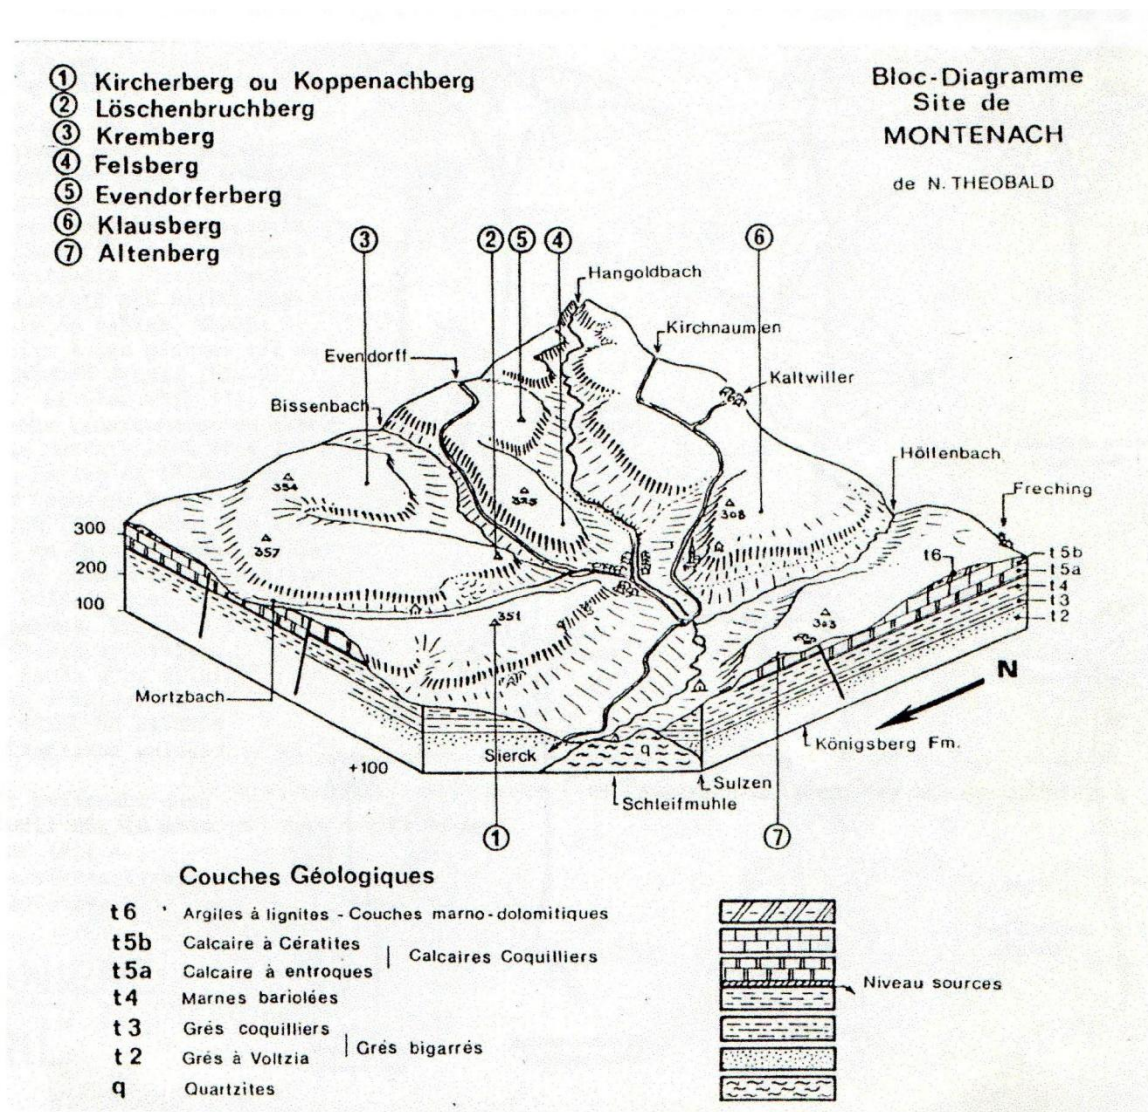 ① Kircherberg ou Koppenachberg
② Löschenbruchberg
③ Kremberg
④ Felsberg
⑤ Evendorferberg
⑥ Klausberg
⑦ Altenberg
Bloc-Diagramme
Site de
MONTENACH
de N. THEOBALD
③ ② ⑤ ④ ⑥
Hangoldbach
Kirchnaumen
Evendorff
Kaltwiller
Bissenbach
Höllenbach
Freching
354
325
308
300
357
t6
t5b
t5a
200
t4
t3
100
351
363
t2
Mortzbach
N
Sierck
q
Königsberg Fm.
+100
Sulzen
Schleifmuhle
①
⑦
Couches Géologiques
t6 Argiles à lignites - Couches marno-dolomitiques
t5b Calcaire à Cératites
Calcaires Coquilliers
t5a Calcaire à entroques
Niveau sources
t4 Marnes bariolées
t3 Grés coquilliers
Grés bigarrés
t2 Grés à Voltzia
q Quartzites